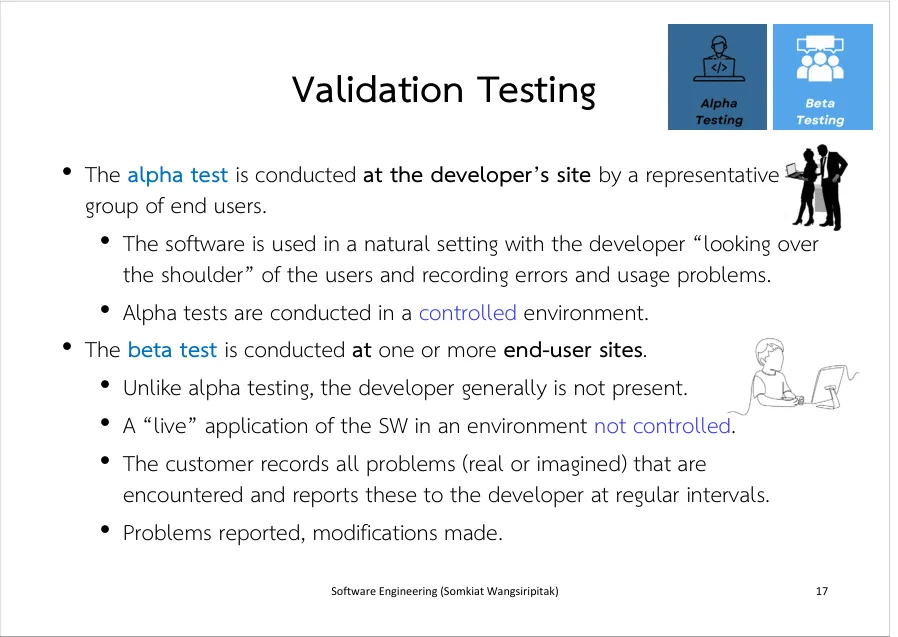 Alpha
Testing
Beta
Testing
Validation Testing
• The alpha test is conducted at the developer’s site by a representative
group of end users.
• The software is used in a natural setting with the developer “looking over
the shoulder” of the users and recording errors and usage problems.
• Alpha tests are conducted in a controlled environment.
• The beta test is conducted at one or more end-user sites.
• Unlike alpha testing, the developer generally is not present.
• A “live” application of the SW in an environment not controlled.
• The customer records all problems (real or imagined) that are
encountered and reports these to the developer at regular intervals.
• Problems reported, modifications made.
Software Engineering (Somkiat Wangsiripitak)
17